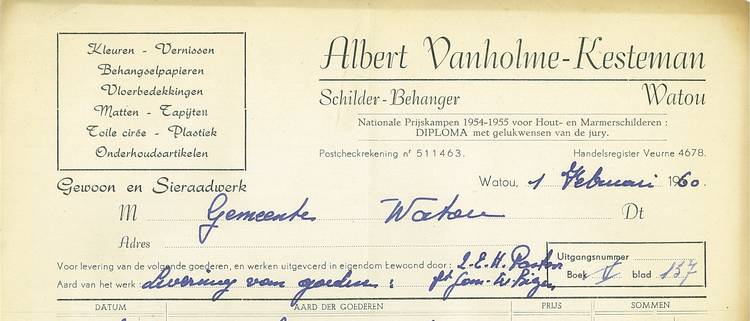 Kleuren - Vernissen
Behangselpapieren
Vloerbedekkingen
Matten - Tapijten
Toile cirée - Plastiek
Onderhoudsartikelen
Albert Vanholme-Kesteman
Schilder-Behanger Watou
Nationale Prijskampen 1954-1955 voor Hout- en Marmerschilderen :
DIPLOMA met gelukwensen van de jury.
Postcheckrekening nr 511463. Handelsregister Veurne 4678.
Gewoon en Sieraadwerk
Watou, 1 Februari 1960.
M Gemeente Watou Dt
Adres
Uitgangsnummer
Boek V blad 137
Voor levering van de volgende goederen, en werken uitgevoerd in eigendom bewoond door : Z.E.H. Pastor
Aard van het werk : Levering van goederen :
DATUM AARD DER GOEDEREN PRIJS SOMMEN